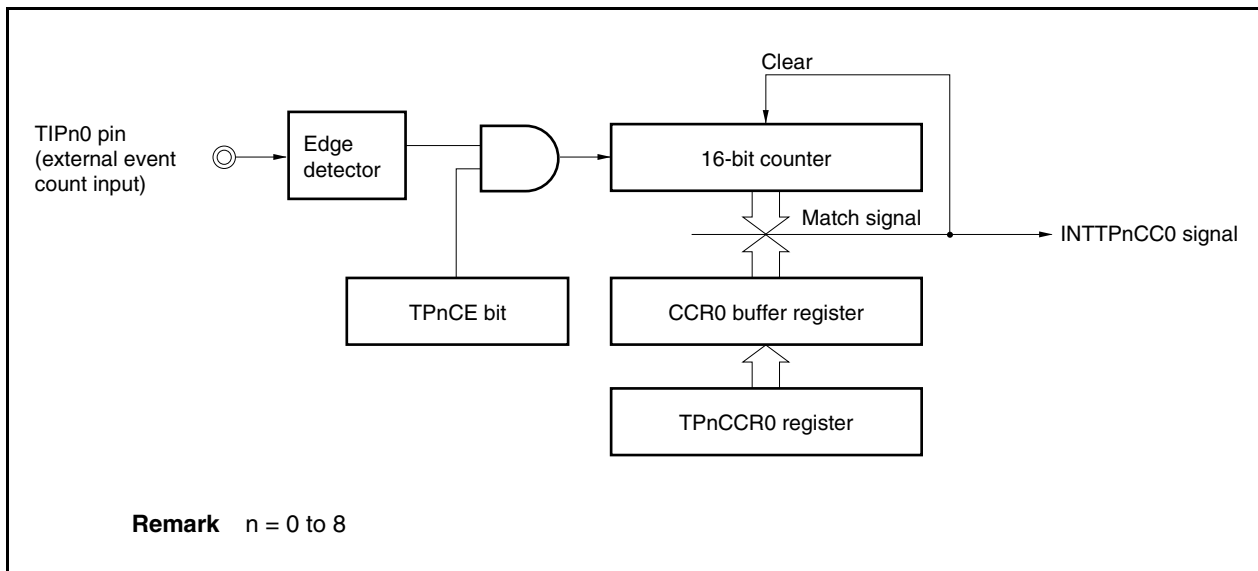 Clear
TIPn0 pin
(external event
count input)
Edge
detector
16-bit counter
Match signal
INTTPnCC0 signal
TPnCE bit
CCR0 buffer register
TPnCCR0 register
Remark n = 0 to 8